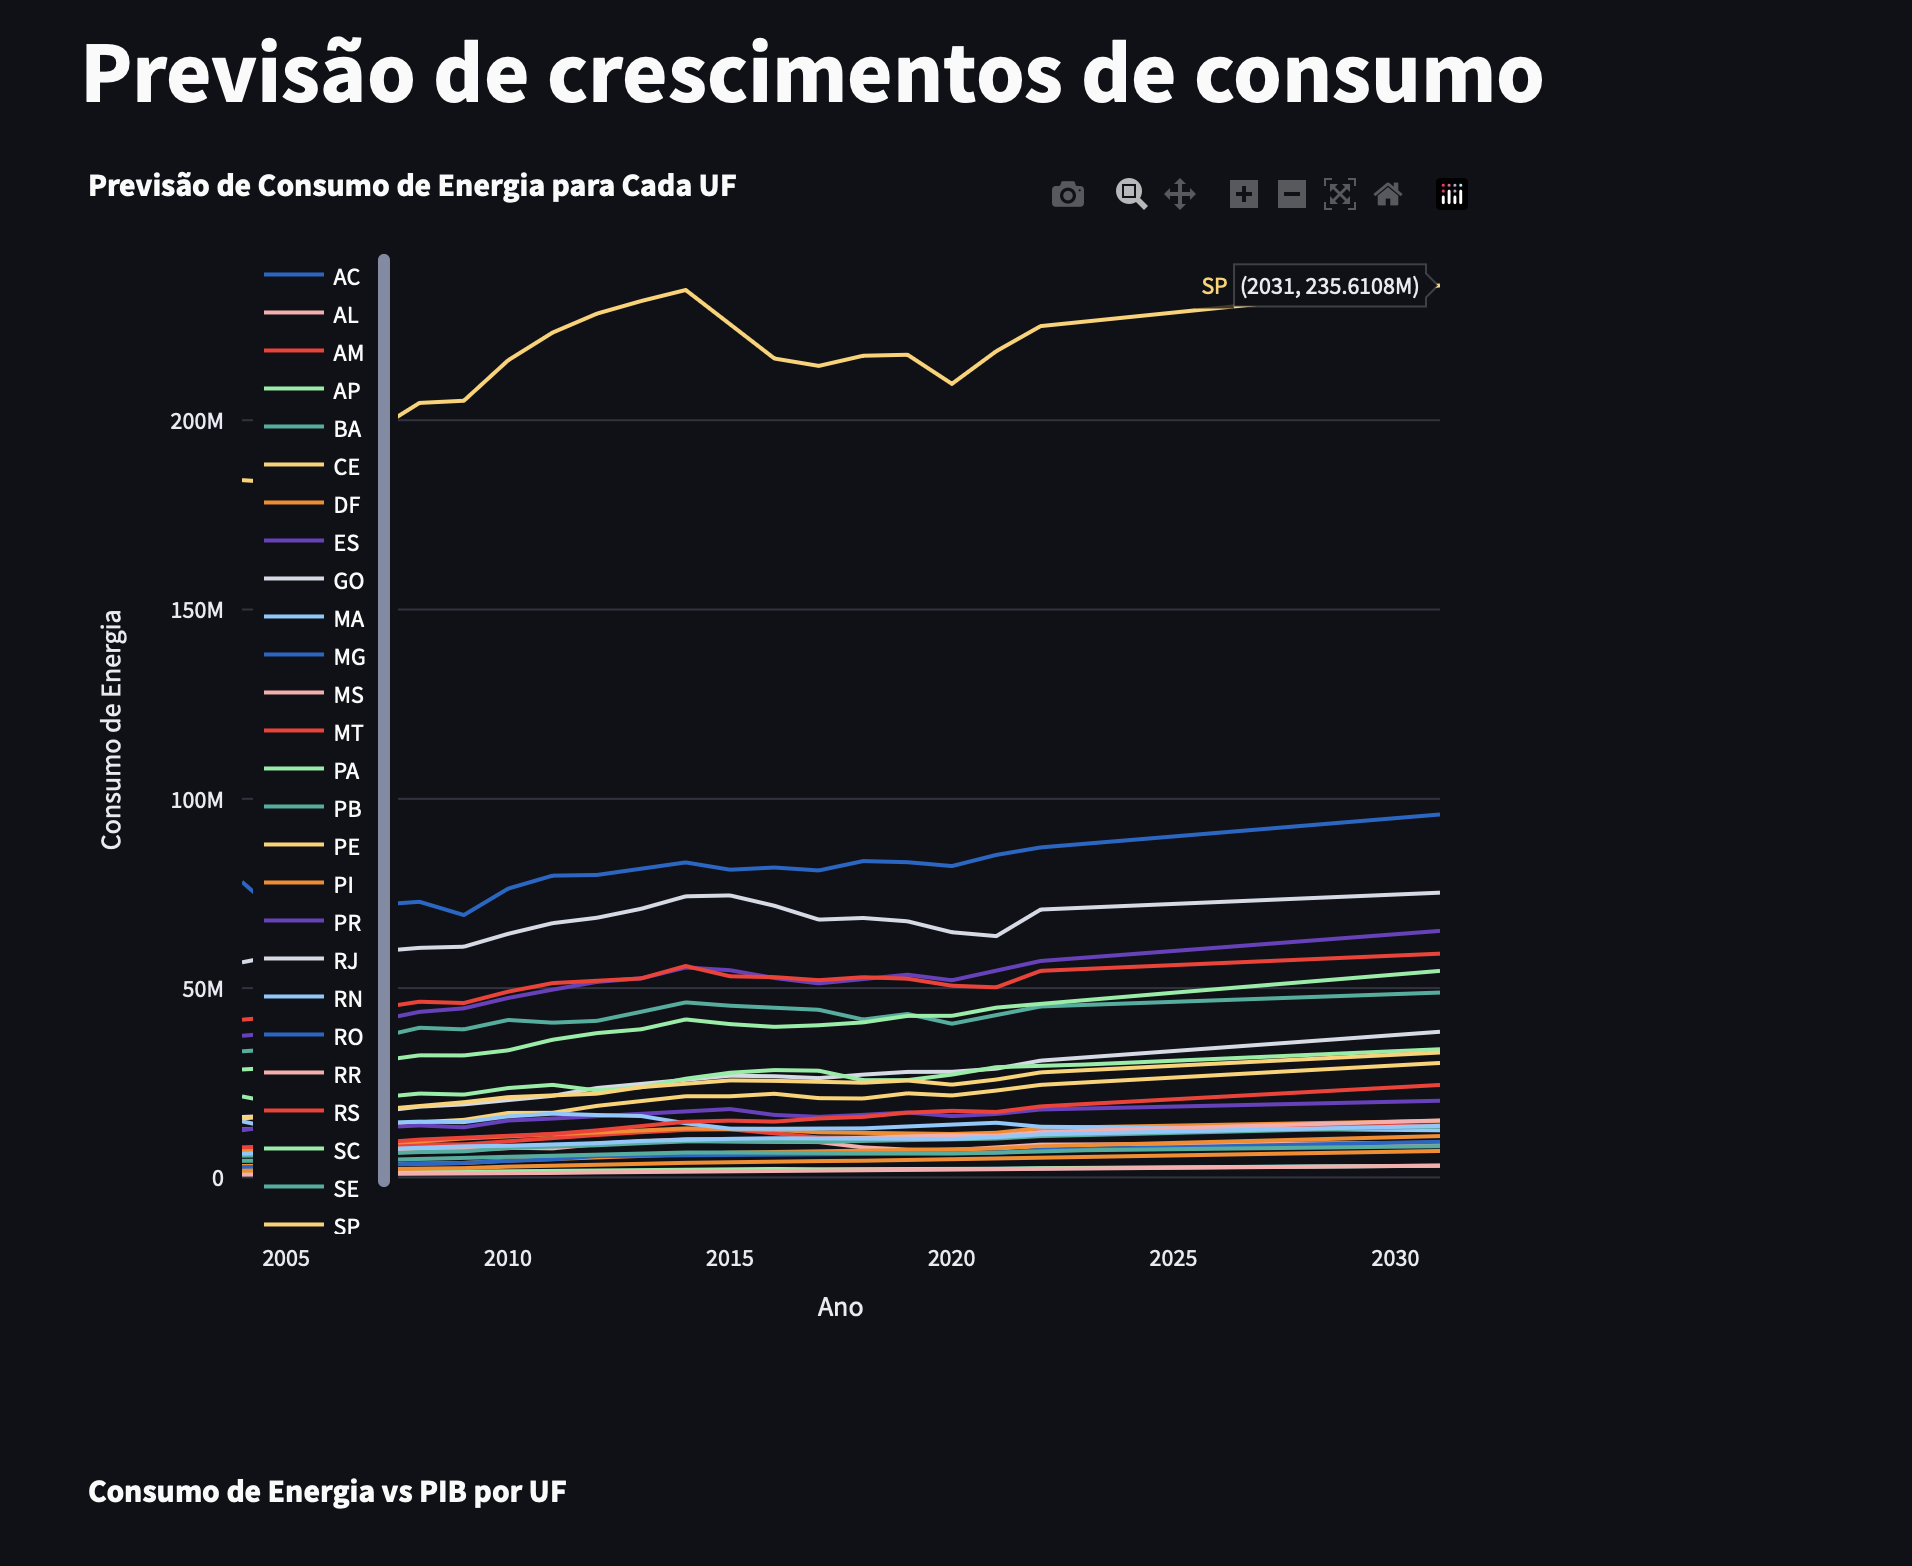 Previsão de crescimentos de consumo
Previsão de Consumo de Energia para Cada UF
SP (2031, 235.6108M)
AC
AL
AM
AP
BA
CE
DF
ES
GO
MA
MG
MS
MT
PA
PB
PE
PI
PR
RJ
RN
RO
RR
RS
SC
SE
SP
200M
150M
100M
50M
0
Consumo de Energia
2005 2010 2015 2020 2025 2030
Ano
Consumo de Energia vs PIB por UF